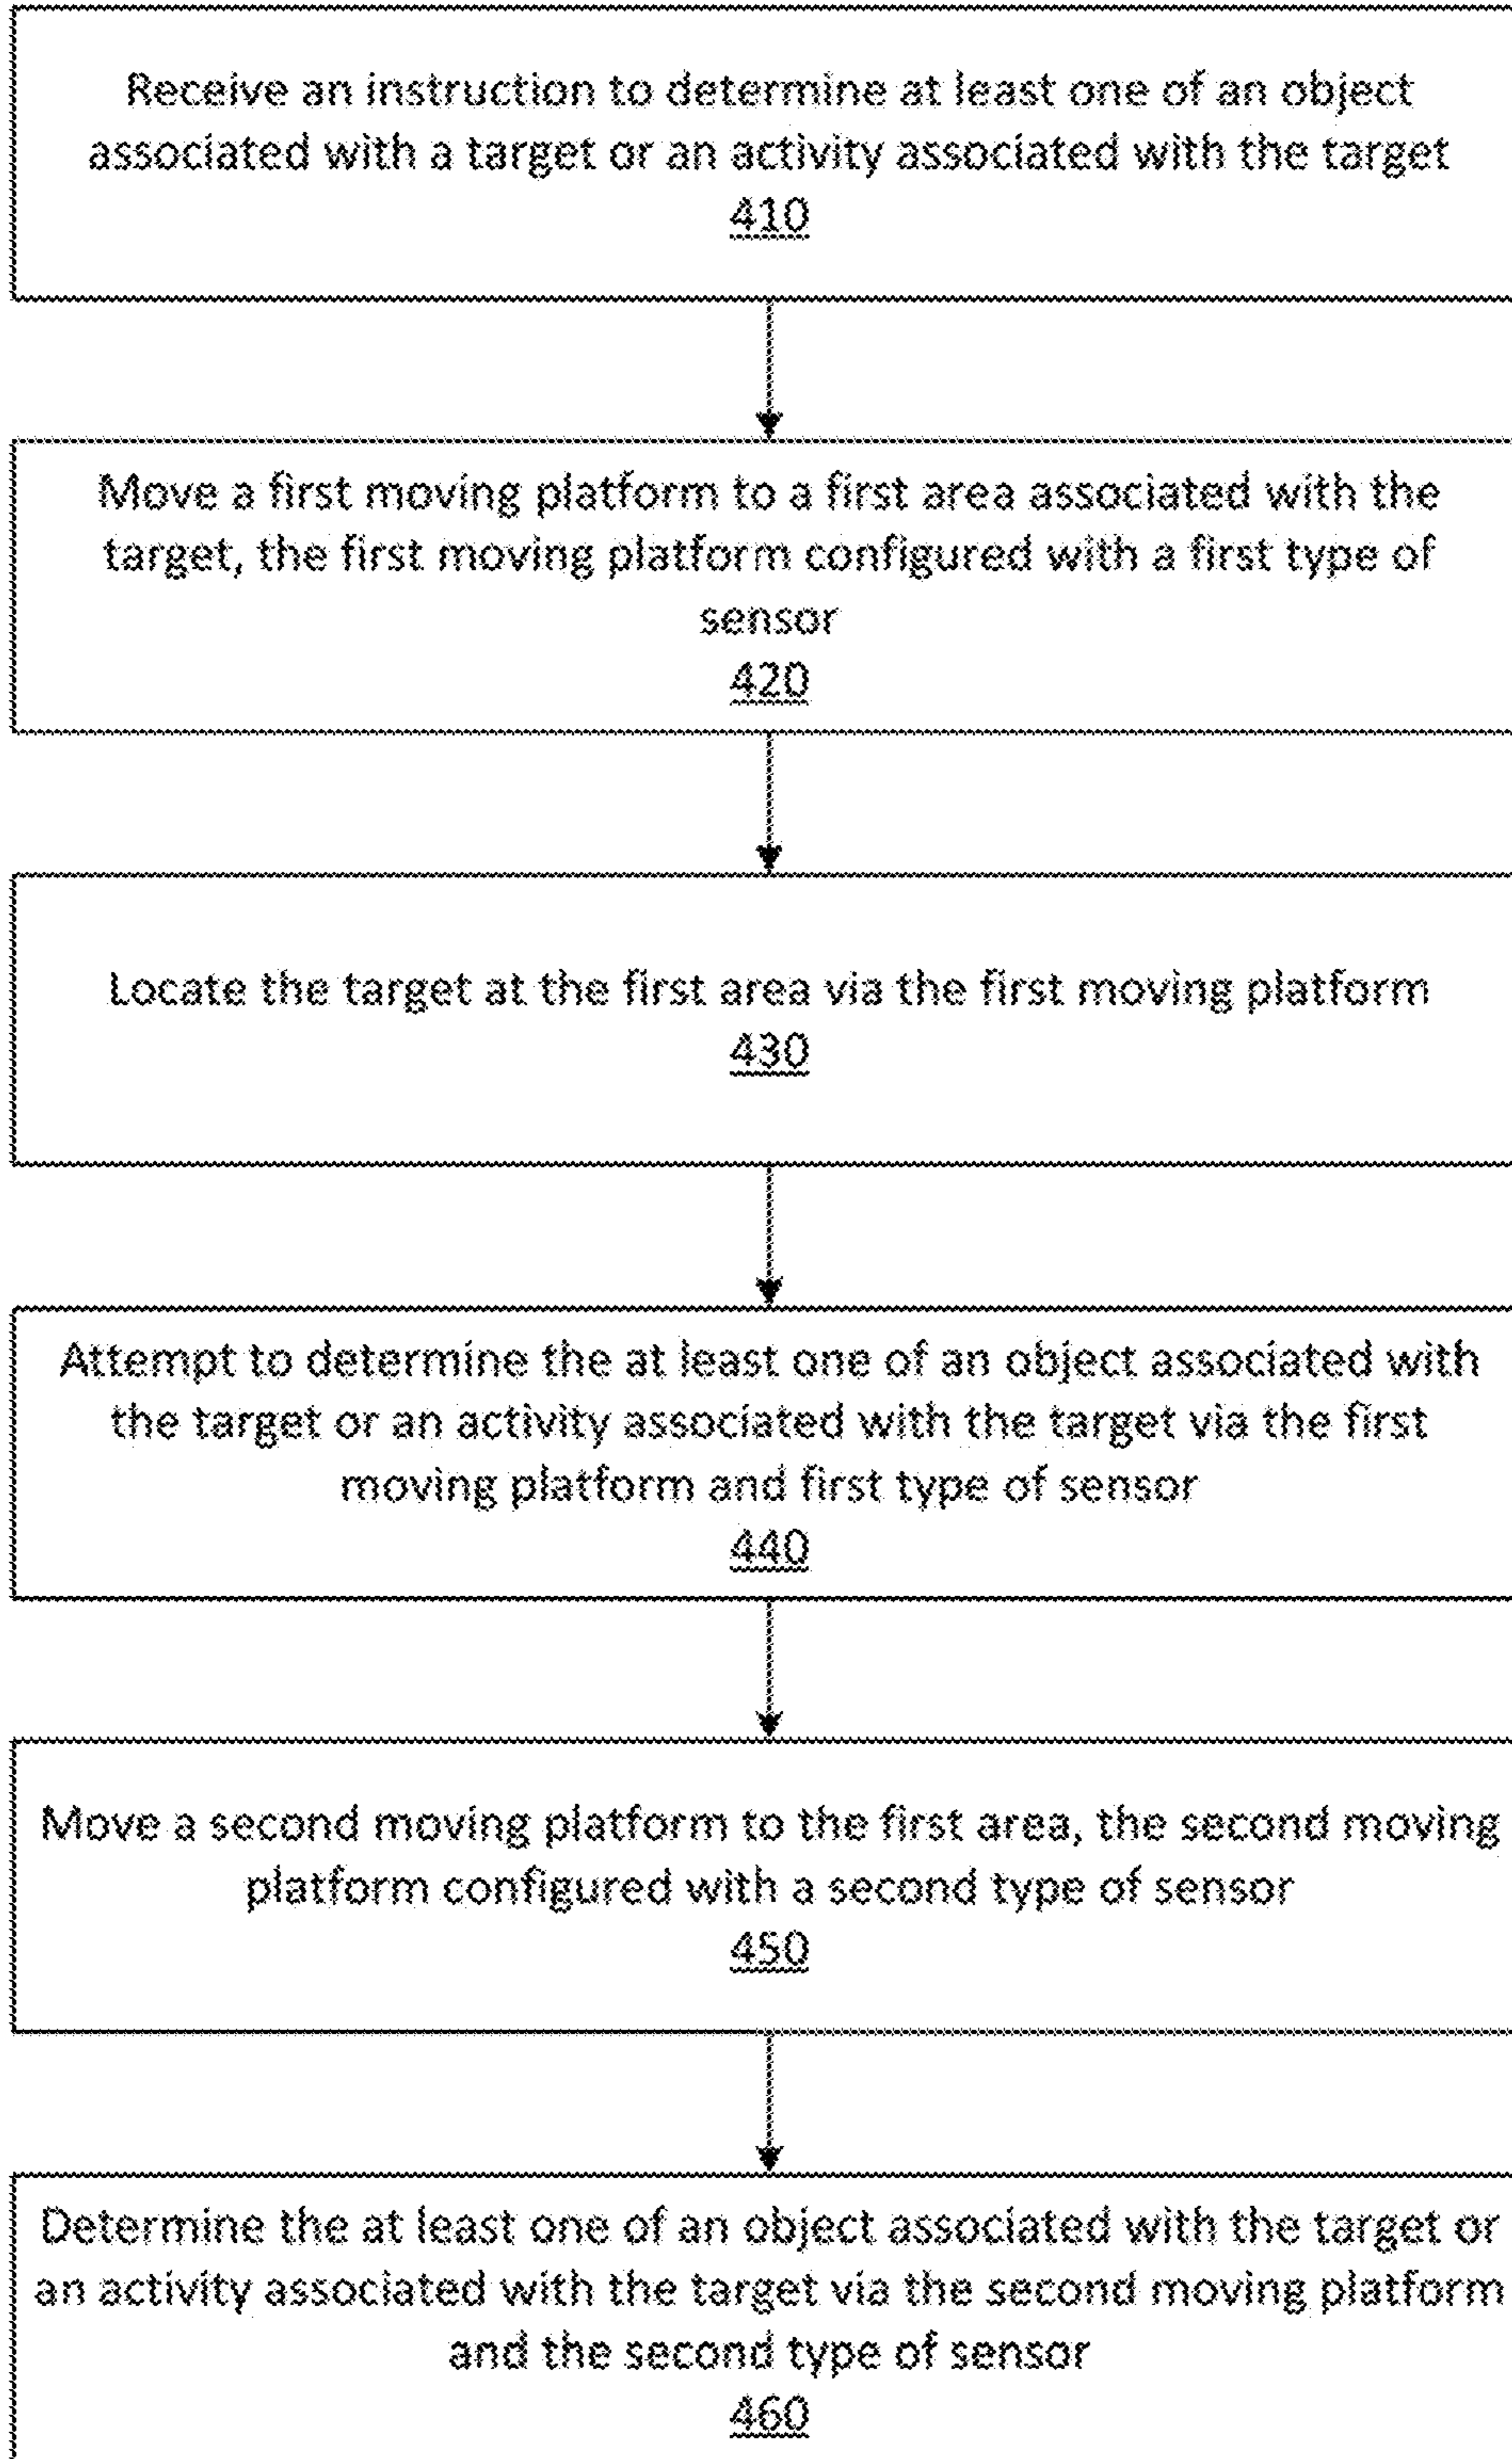 Receive an instruction to determine at least one of an object
associated with a target or an activity associated with the target
410
Move a first moving platform to a first area associated with the
target, the first moving platform configured with a first type of
sensor
420
Locate the target at the first area via the first moving platform
430
Attempt to determine the at least one of an object associated with
the target or an activity associated with the target via the first
moving platform and first type of sensor
440
Move a second moving platform to the first area, the second moving
platform configured with a second type of sensor
450
Determine the at least one of an object associated with the target or
an activity associated with the target via the second moving platform
and the second type of sensor
460